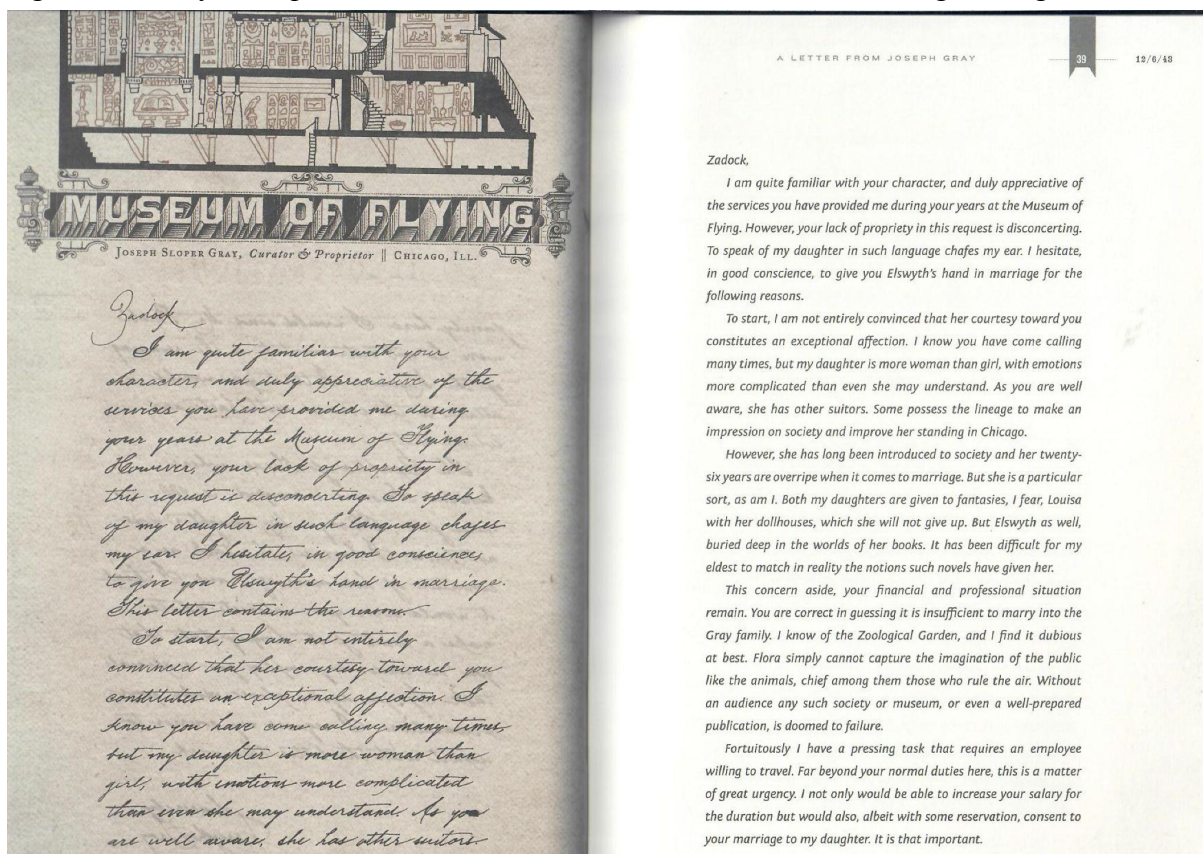 MUSEUM OF FLYING
JOSEPH SLOPER GRAY, Curator & Proprietor || CHICAGO, ILL.
Zadock,
I am quite familiar with your
character, and duly appreciative of the
services you have provided me during
your years at the Museum of Flying.
However, your lack of propriety in
this request is disconcerting. To speak
of my daughter in such language chafes
my ear. I hesitate, in good conscience,
to give you Elswyth's hand in marriage.
This letter contains the reasons.
To start, I am not entirely
convinced that her courtesy toward you
constitutes an exceptional affection. I
know you have come calling many times,
but my daughter is more woman than
girl, with emotions more complicated
than even she may understand. As you
are well aware, she has other suitors.
A LETTER FROM JOSEPH GRAY
39
12/6/43
Zadock,
I am quite familiar with your character, and duly appreciative of
the services you have provided me during your years at the Museum of
Flying. However, your lack of propriety in this request is disconcerting.
To speak of my daughter in such language chafes my ear. I hesitate,
in good conscience, to give you Elswyth's hand in marriage for the
following reasons.
To start, I am not entirely convinced that her courtesy toward you
constitutes an exceptional affection. I know you have come calling
many times, but my daughter is more woman than girl, with emotions
more complicated than even she may understand. As you are well
aware, she has other suitors. Some possess the lineage to make an
impression on society and improve her standing in Chicago.
However, she has long been introduced to society and her twenty-
six years are overripe when it comes to marriage. But she is a particular
sort, as am I. Both my daughters are given to fantasies, I fear, Louisa
with her dollhouses, which she will not give up. But Elswyth as well,
buried deep in the worlds of her books. It has been difficult for my
eldest to match in reality the notions such novels have given her.
This concern aside, your financial and professional situation
remain. You are correct in guessing it is insufficient to marry into the
Gray family. I know of the Zoological Garden, and I find it dubious
at best. Flora simply cannot capture the imagination of the public
like the animals, chief among them those who rule the air. Without
an audience any such society or museum, or even a well-prepared
publication, is doomed to failure.
Fortuitously I have a pressing task that requires an employee
willing to travel. Far beyond your normal duties here, this is a matter
of great urgency. I not only would be able to increase your salary for
the duration but would also, albeit with some reservation, consent to
your marriage to my daughter. It is that important.